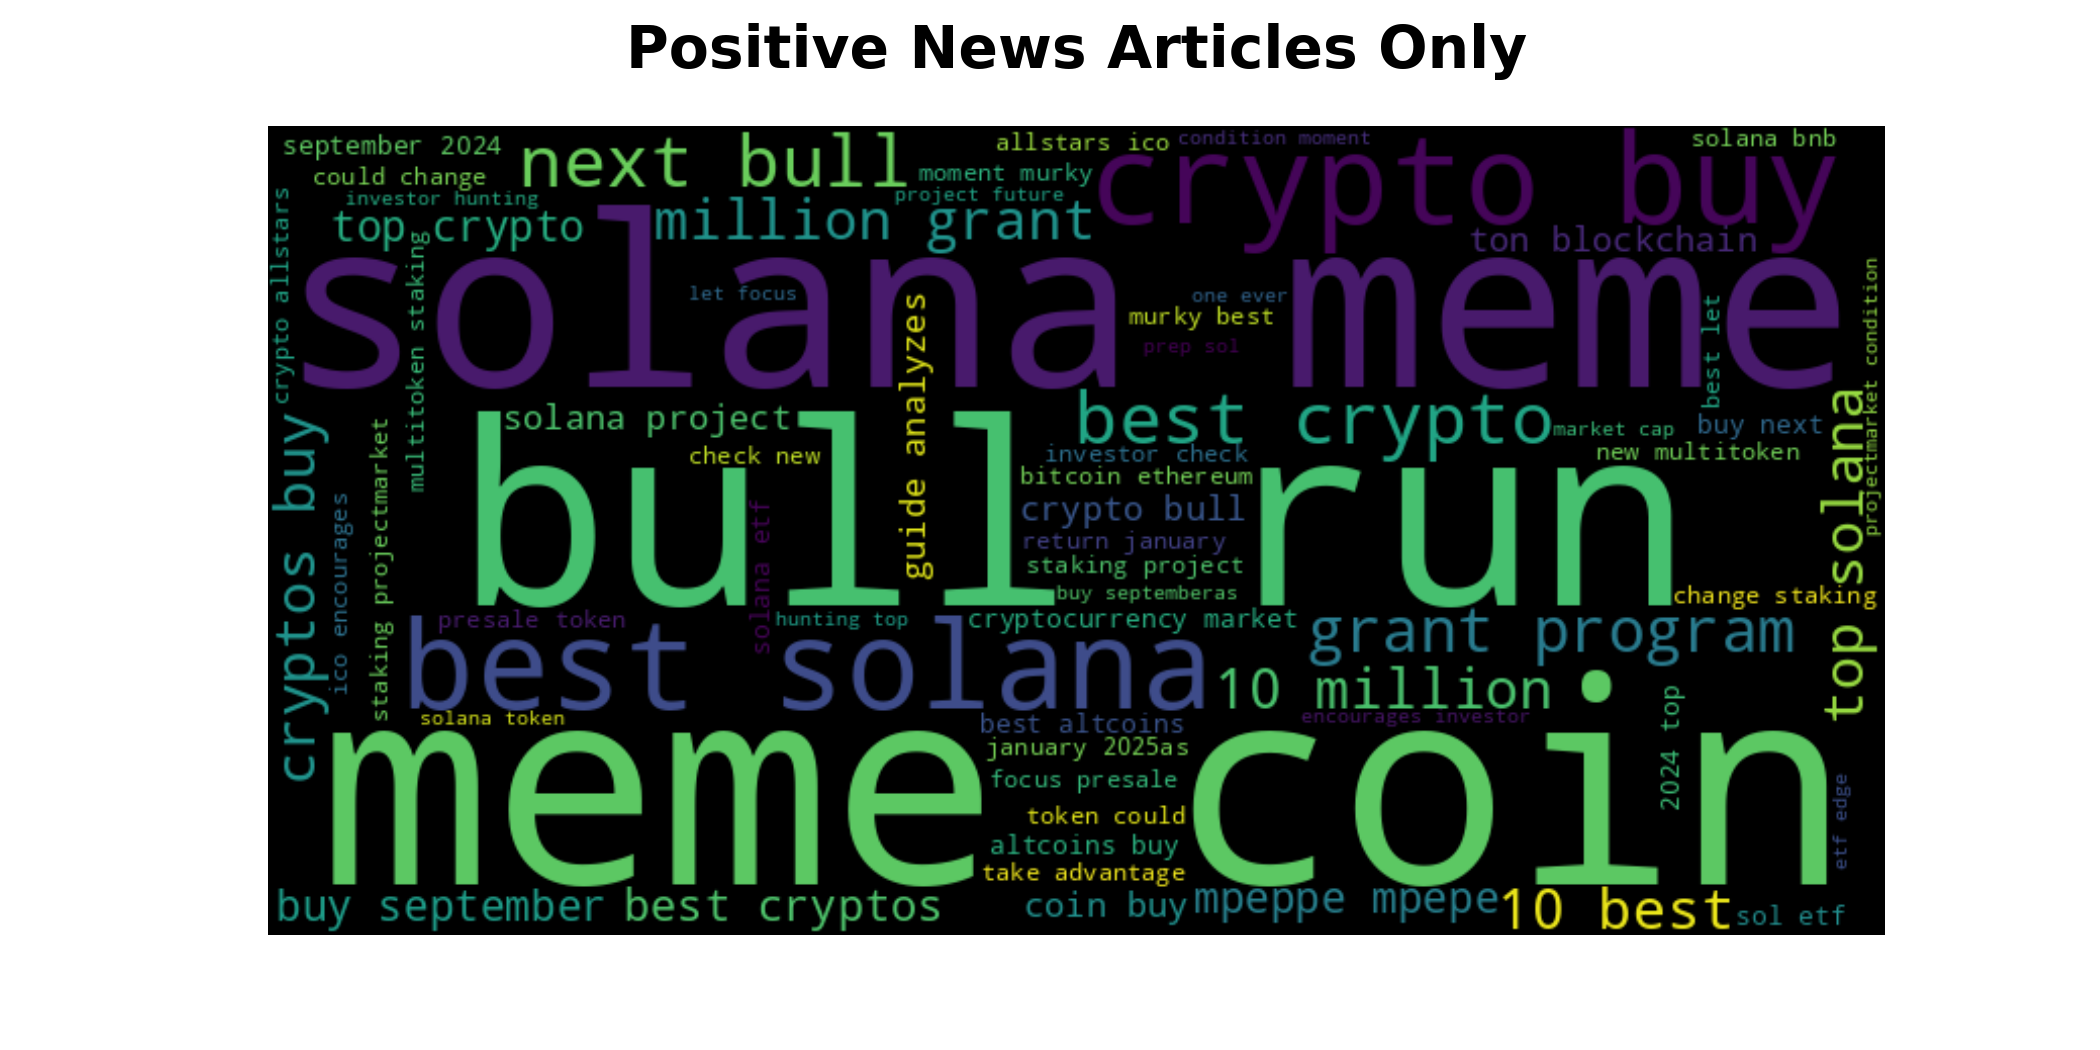 Positive News Articles Only
september 2024
next bull
allstars ico
condition moment
solana bnb
could change
moment murky
crypto buy
investor hunting
project future
top crypto
million grant
ton blockchain
crypto allstars
multitoken staking
solana meme
let focus
one ever
murky best
prep sol
guide analyzes
best let
projectmarket condition
solana project
best crypto
market cap
buy next
check new
investor check
new multitoken
bitcoin ethereum
bull run
crypto bull
return january
staking project
buy septemberas
cryptos buy
ico encourages
staking projectmarket
solana etf
top solana
change staking
presale token
hunting top
cryptocurrency market
grant program
best solana
10 million
solana token
best altcoins
encourages investor
2024 top
january 2025as
focus presale
meme coin
token could
altcoins buy
take advantage
etf edge
buy september
best cryptos
coin buy
mpeppe mpepe
10 best
sol etf